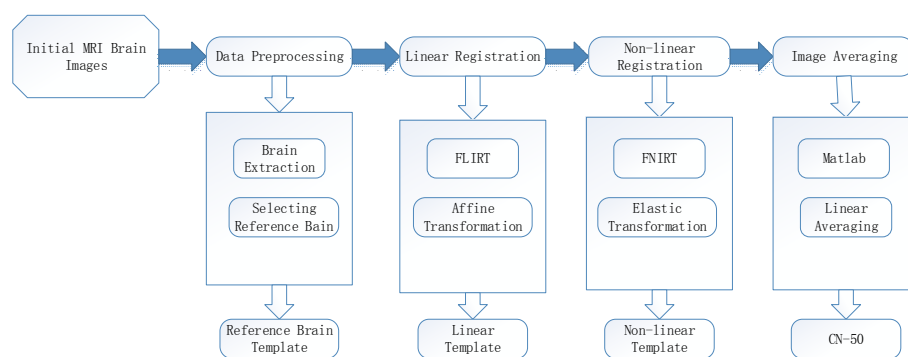 Initial MRI Brain
Images
Data Preprocessing
Linear Registration
Non-linear
Registration
Image Averaging
Brain
Extraction
Selecting
Reference Bain
FLIRT
Affine
Transformation
FNIRT
Elastic
Transformation
Matlab
Linear
Averaging
Reference Brain
Template
Linear
Template
Non-linear
Template
CN-50